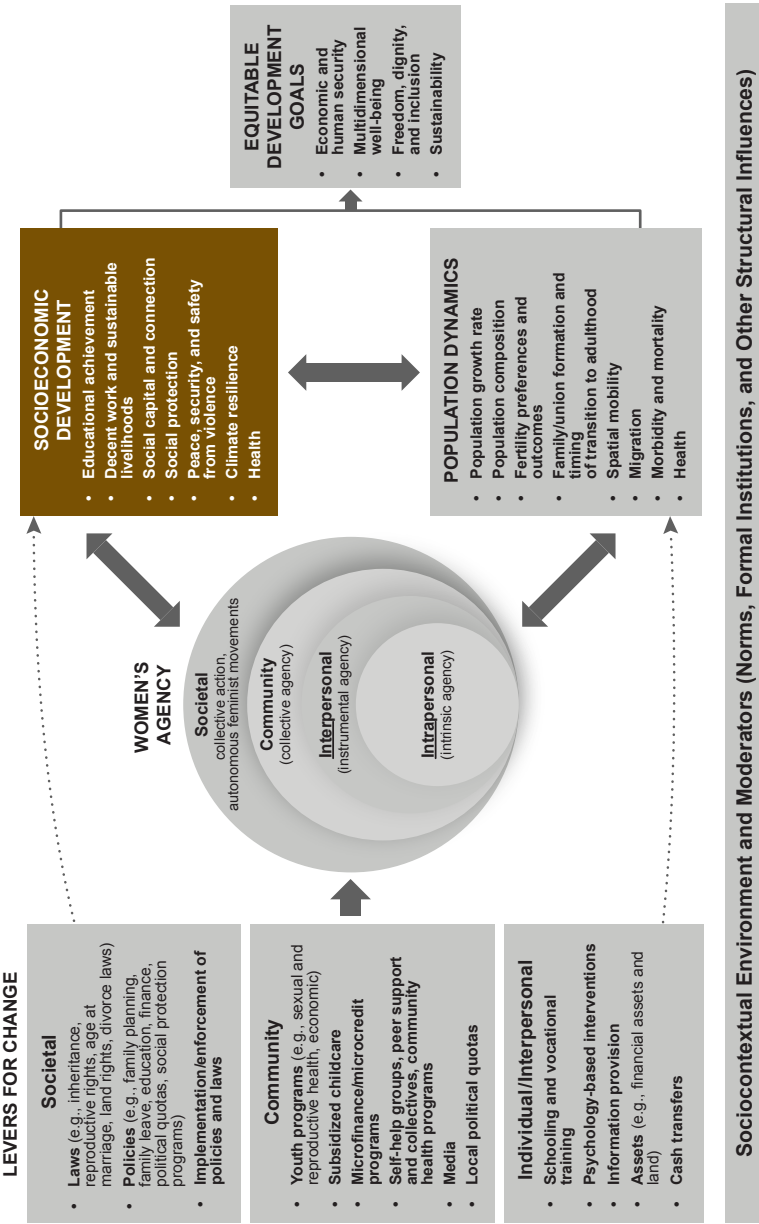 LEVERS FOR CHANGE
Societal
• Laws (e.g., inheritance,
reproductive rights, age at
marriage, land rights, divorce laws)
• Policies (e.g., family planning,
family leave, education, finance,
political quotas, social protection
programs)
• Implementation/enforcement of
policies and laws
Community
• Youth programs (e.g., sexual and
reproductive health, economic)
• Subsidized childcare
• Microfinance/microcredit
programs
• Self-help groups, peer support
and collectives, community
health programs
• Media
• Local political quotas
Individual/Interpersonal
• Schooling and vocational
training
• Psychology-based interventions
• Information provision
• Assets (e.g., financial assets and
land)
• Cash transfers
WOMEN'S
AGENCY
Societal
collective action,
autonomous feminist movements
Community
(collective agency)
Interpersonal
(instrumental agency)
Intrapersonal
(intrinsic agency)
SOCIOECONOMIC
DEVELOPMENT
• Educational achievement
• Decent work and sustainable
livelihoods
• Social capital and connection
• Social protection
• Peace, security, and safety
from violence
• Climate resilience
• Health
POPULATION DYNAMICS
• Population growth rate
• Population composition
• Fertility preferences and
outcomes
• Family/union formation and
timing
of transition to adulthood
• Spatial mobility
• Migration
• Morbidity and mortality
• Health
EQUITABLE
DEVELOPMENT
GOALS
• Economic and
human security
• Multidimensional
well-being
• Freedom, dignity,
and inclusion
• Sustainability
Sociocontextual Environment and Moderators (Norms, Formal Institutions, and Other Structural Influences)